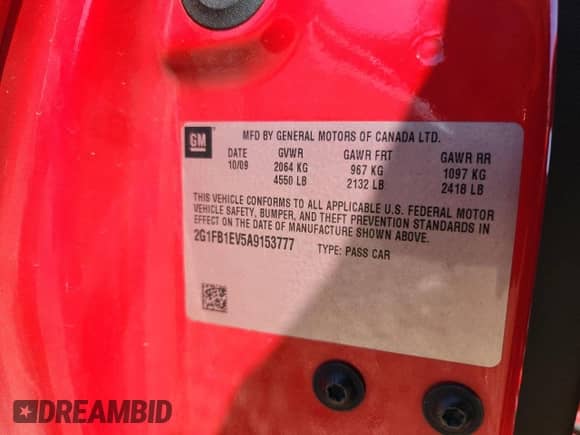 GM
MFD BY GENERAL MOTORS OF CANADA LTD.
DATE GVWR GAWR FRT GAWR RR
10/09 2064 KG 967 KG 1097 KG
4550 LB 2132 LB 2418 LB
THIS VEHICLE CONFORMS TO ALL APPLICABLE U.S. FEDERAL MOTOR
VEHICLE SAFETY, BUMPER, AND THEFT PREVENTION STANDARDS IN
EFFECT ON THE DATE OF MANUFACTURE SHOWN ABOVE.
2G1FB1EV5A9153777 TYPE: PASS CAR
DREAMBID